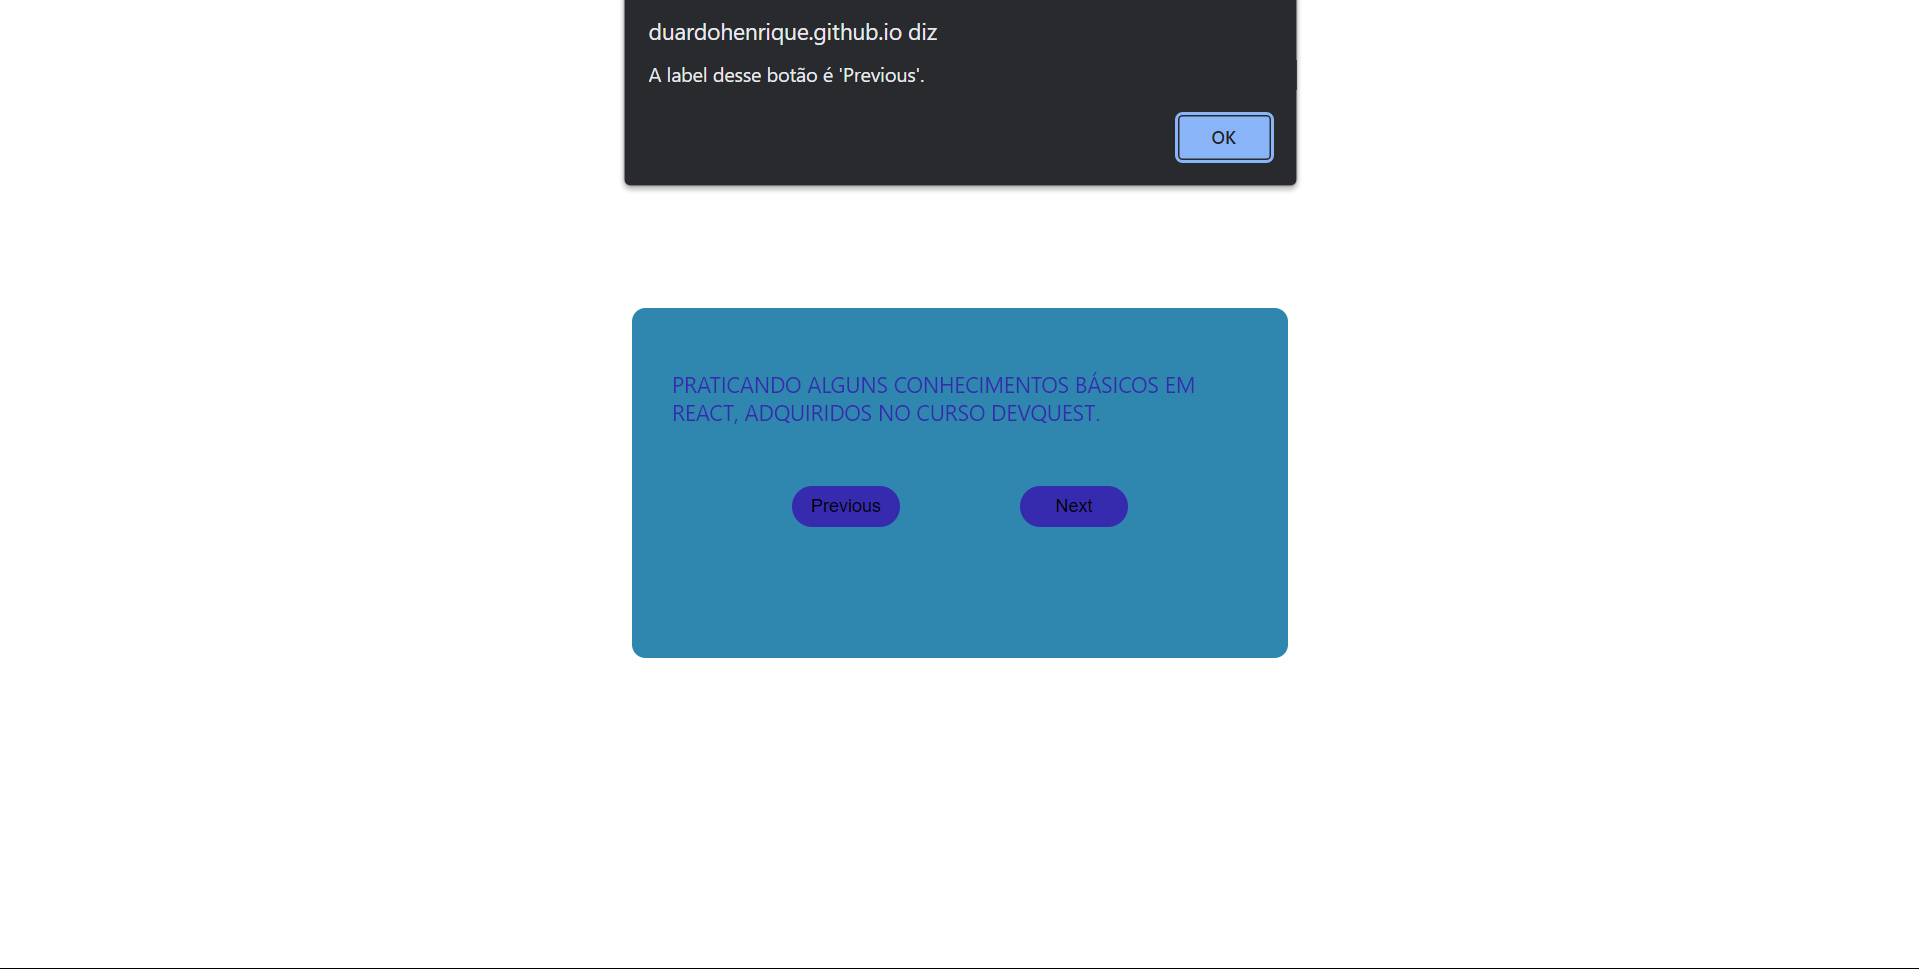 duardohenrique.github.io diz
A label desse botão é 'Previous'.
OK
PRATICANDO ALGUNS CONHECIMENTOS BÁSICOS EM
REACT, ADQUIRIDOS NO CURSO DEVQUEST.
Previous
Next